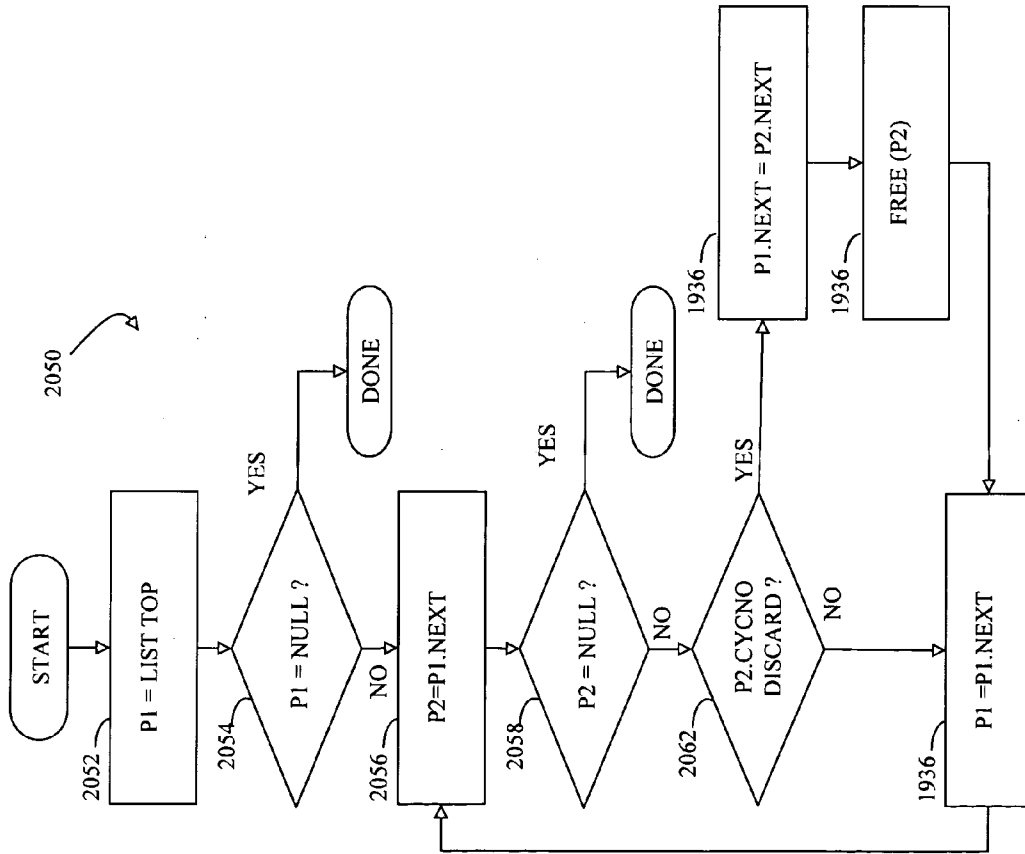 2050
START
2052
P1 = LIST TOP
2054
P1 = NULL ?
YES
DONE
NO
2056
P2=P1.NEXT
2058
P2 = NULL ?
YES
DONE
NO
2062
P2.CYCNO
DISCARD ?
YES
NO
1936
P1.NEXT = P2.NEXT
1936
FREE (P2)
1936
P1 =P1.NEXT